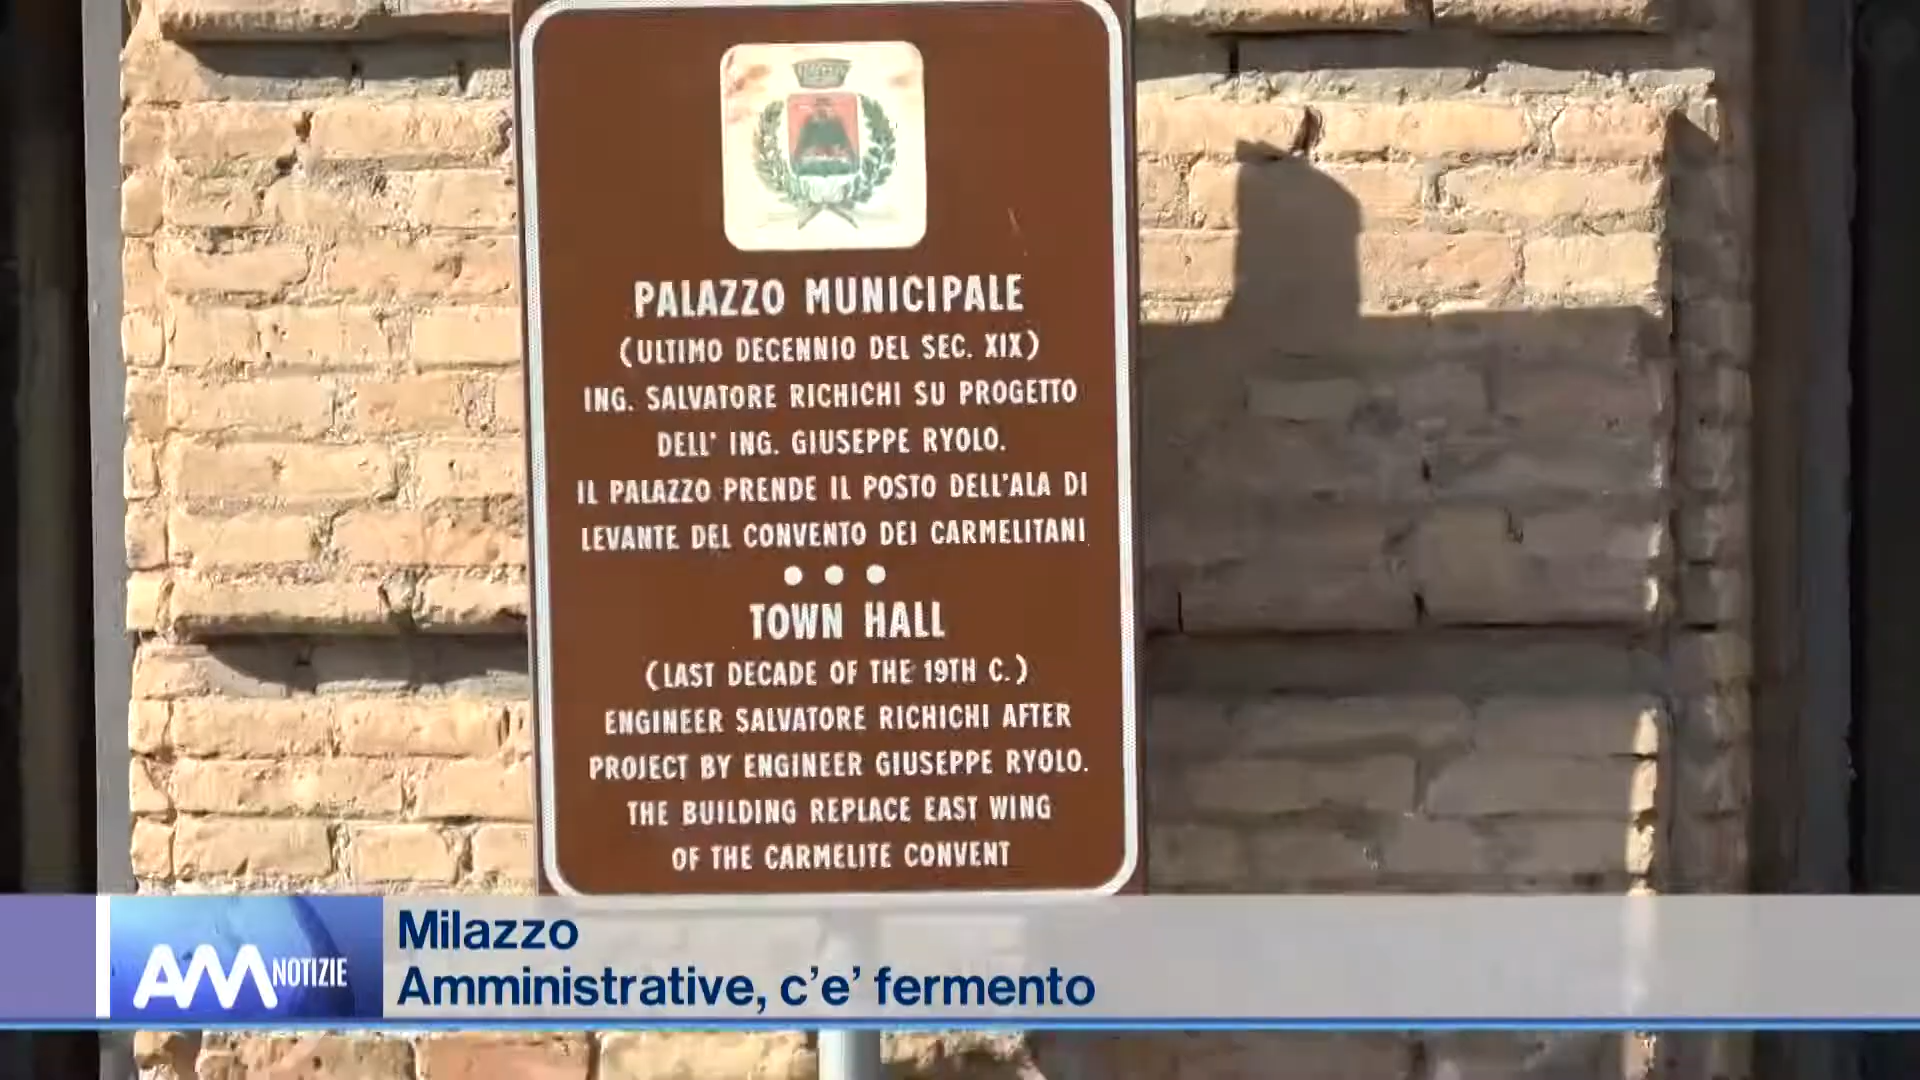 PALAZZO MUNICIPALE
(ULTIMO DECENNIO DEL SEC. XIX)
ING. SALVATORE RICHICHI SU PROGETTO
DELL' ING. GIUSEPPE RYOLO.
IL PALAZZO PRENDE IL POSTO DELL'ALA DI
LEVANTE DEL CONVENTO DEI CARMELITANI
TOWN HALL
(LAST DECADE OF THE 19TH C.)
ENGINEER SALVATORE RICHICHI AFTER
PROJECT BY ENGINEER GIUSEPPE RYOLO.
THE BUILDING REPLACE EAST WING
OF THE CARMELITE CONVENT
AM NOTIZIE
Milazzo
Amministrative, c'e' fermento